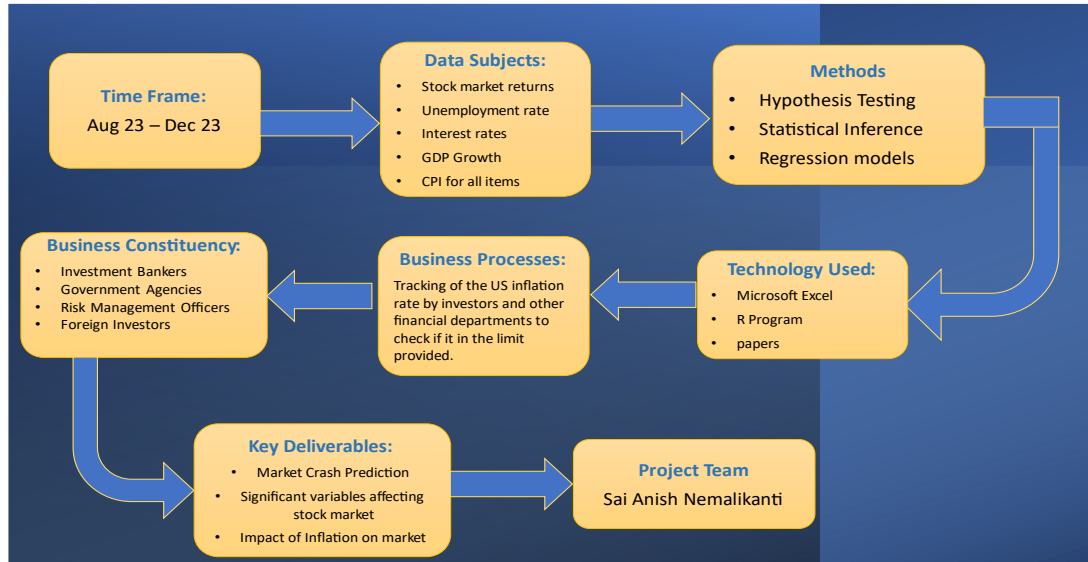 Time Frame:
Aug 23 – Dec 23
Data Subjects:
• Stock market returns
• Unemployment rate
• Interest rates
• GDP Growth
• CPI for all items
Methods
• Hypothesis Testing
• Statistical Inference
• Regression models
Technology Used:
• Microsoft Excel
• R Program
• papers
Business Processes:
Tracking of the US inflation
rate by investors and other
financial departments to
check if it in the limit
provided.
Business Constituency:
• Investment Bankers
• Government Agencies
• Risk Management Officers
• Foreign Investors
Key Deliverables:
• Market Crash Prediction
• Significant variables affecting
stock market
• Impact of Inflation on market
Project Team
Sai Anish Nemalikanti